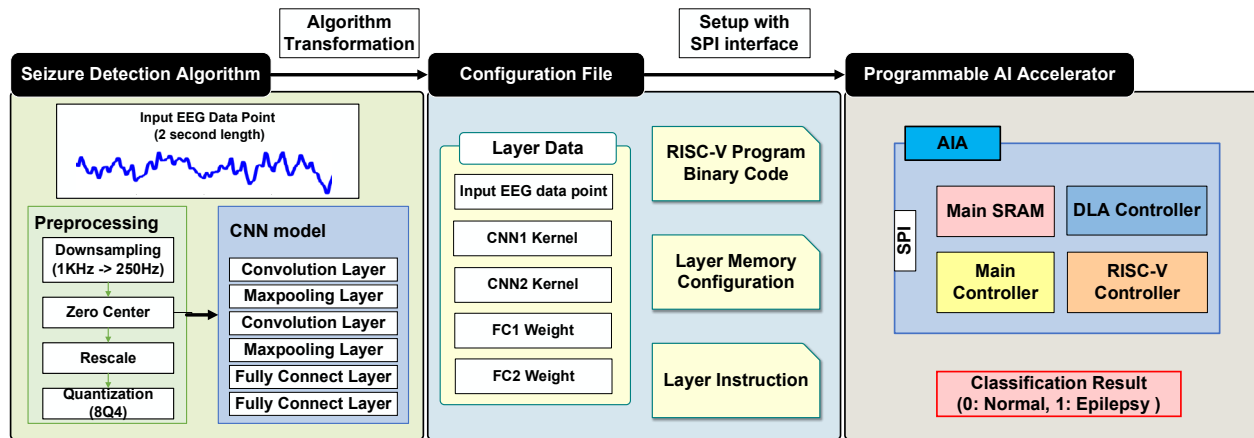 Algorithm
Transformation
Setup with
SPI interface
Seizure Detection Algorithm
Configuration File
Programmable AI Accelerator
Input EEG Data Point
(2 second length)
Preprocessing
Downsampling
(1KHz -> 250Hz)
Zero Center
Rescale
Quantization
(8Q4)
CNN model
Convolution Layer
Maxpooling Layer
Convolution Layer
Maxpooling Layer
Fully Connect Layer
Fully Connect Layer
Layer Data
Input EEG data point
CNN1 Kernel
CNN2 Kernel
FC1 Weight
FC2 Weight
RISC-V Program
Binary Code
Layer Memory
Configuration
Layer Instruction
AIA
SPI
Main SRAM
DLA Controller
Main
Controller
RISC-V
Controller
Classification Result
(0: Normal, 1: Epilepsy )